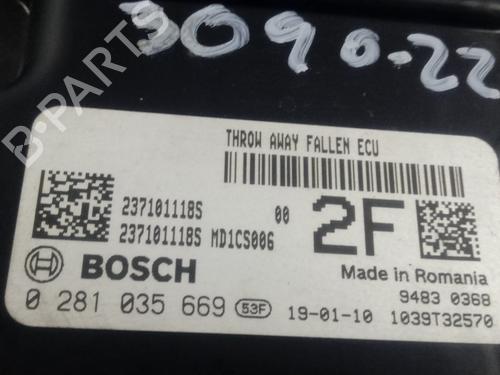 3090-22
THROW AWAY FALLEN ECU
237101118S 00
237101118S MD1CS006
2F
BOSCH
Made in Romania
9483 0368
0 281 035 669 53F 19-01-10 1039T32570
B-PARTS